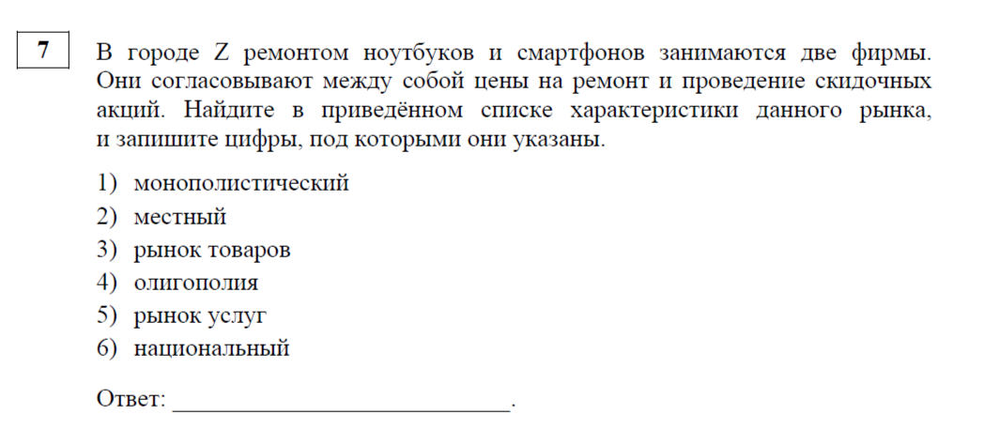 7
В городе Z ремонтом ноутбуков и смартфонов занимаются две фирмы.
Они согласовывают между собой цены на ремонт и проведение скидочных
акций. Найдите в приведённом списке характеристики данного рынка,
и запишите цифры, под которыми они указаны.
1) монополистический
2) местный
3) рынок товаров
4) олигополия
5) рынок услуг
6) национальный
Ответ: ___________________________.